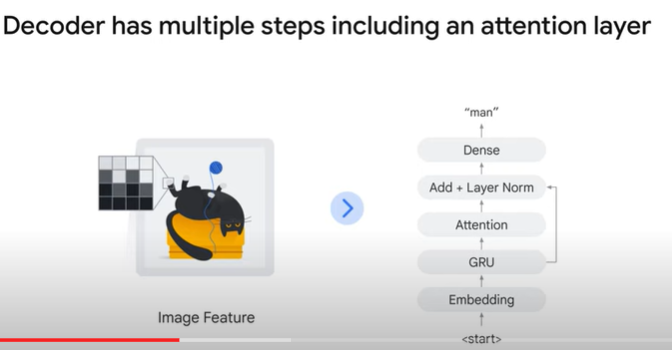 Decoder has multiple steps including an attention layer
"man"
Dense
Add + Layer Norm
Attention
GRU
Embedding
<start>
Image Feature